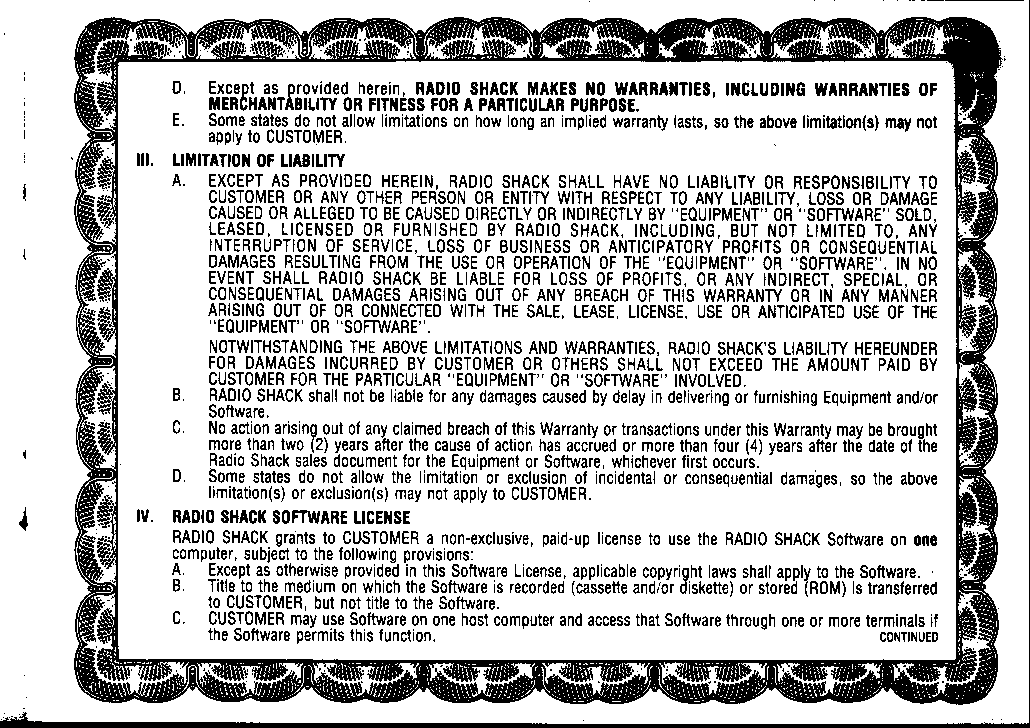 D. Except as provided herein, RADIO SHACK MAKES NO WARRANTIES, INCLUDING WARRANTIES OF
MERCHANTABILITY OR FITNESS FOR A PARTICULAR PURPOSE.
E. Some states do not allow limitations on how long an implied warranty lasts, so the above limitation(s) may not
apply to CUSTOMER.
III. LIMITATION OF LIABILITY
A. EXCEPT AS PROVIDED HEREIN, RADIO SHACK SHALL HAVE NO LIABILITY OR RESPONSIBILITY TO
CUSTOMER OR ANY OTHER PERSON OR ENTITY WITH RESPECT TO ANY LIABILITY, LOSS OR DAMAGE
CAUSED OR ALLEGED TO BE CAUSED DIRECTLY OR INDIRECTLY BY "EQUIPMENT" OR "SOFTWARE" SOLD,
LEASED, LICENSED OR FURNISHED BY RADIO SHACK, INCLUDING, BUT NOT LIMITED TO, ANY
INTERRUPTION OF SERVICE, LOSS OF BUSINESS OR ANTICIPATORY PROFITS OR CONSEQUENTIAL
DAMAGES RESULTING FROM THE USE OR OPERATION OF THE "EQUIPMENT" OR "SOFTWARE". IN NO
EVENT SHALL RADIO SHACK BE LIABLE FOR LOSS OF PROFITS, OR ANY INDIRECT, SPECIAL, OR
CONSEQUENTIAL DAMAGES ARISING OUT OF ANY BREACH OF THIS WARRANTY OR IN ANY MANNER
ARISING OUT OF OR CONNECTED WITH THE SALE, LEASE, LICENSE, USE OR ANTICIPATED USE OF THE
"EQUIPMENT" OR "SOFTWARE".
NOTWITHSTANDING THE ABOVE LIMITATIONS AND WARRANTIES, RADIO SHACK'S LIABILITY HEREUNDER
FOR DAMAGES INCURRED BY CUSTOMER OR OTHERS SHALL NOT EXCEED THE AMOUNT PAID BY
CUSTOMER FOR THE PARTICULAR "EQUIPMENT" OR "SOFTWARE" INVOLVED.
B. RADIO SHACK shall not be liable for any damages caused by delay in delivering or furnishing Equipment and/or
Software.
C. No action arising out of any claimed breach of this Warranty or transactions under this Warranty may be brought
more than two (2) years after the cause of action has accrued or more than four (4) years after the date of the
Radio Shack sales document for the Equipment or Software, whichever first occurs.
D. Some states do not allow the limitation or exclusion of incidental or consequential damages, so the above
limitation(s) or exclusion(s) may not apply to CUSTOMER.
IV. RADIO SHACK SOFTWARE LICENSE
RADIO SHACK grants to CUSTOMER a non-exclusive, paid-up license to use the RADIO SHACK Software on one
computer, subject to the following provisions:
A. Except as otherwise provided in this Software License, applicable copyright laws shall apply to the Software.
B. Title to the medium on which the Software is recorded (cassette and/or diskette) or stored (ROM) is transferred
to CUSTOMER, but not title to the Software.
C. CUSTOMER may use Software on one host computer and access that Software through one or more terminals if
the Software permits this function.
CONTINUED